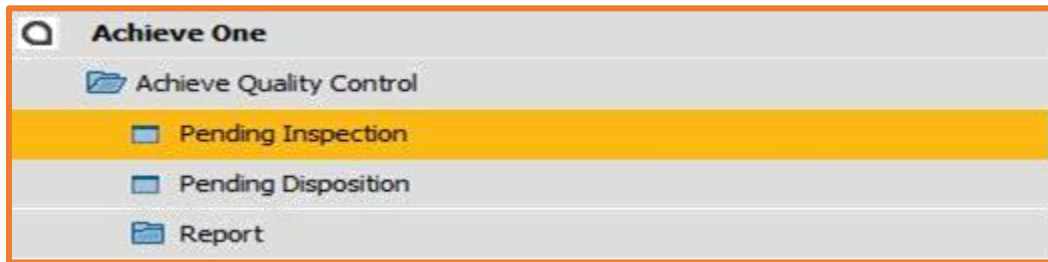 Achieve One
Achieve Quality Control
Pending Inspection
Pending Disposition
Report